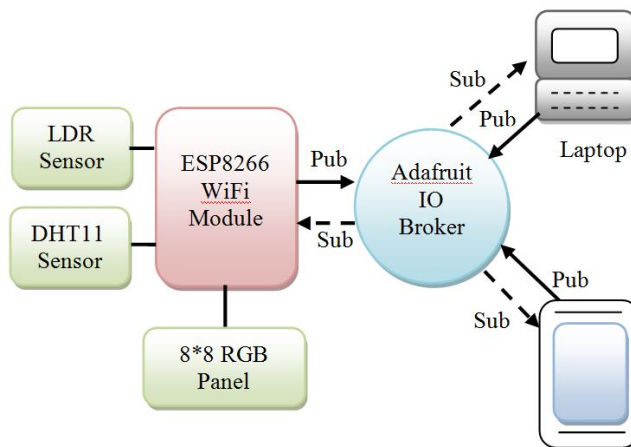 LDR
Sensor
DHT11
Sensor
ESP8266
WiFi
Module
8*8 RGB
Panel
Pub
Sub
Adafruit
IO
Broker
Sub
Pub
Laptop
Pub
Sub